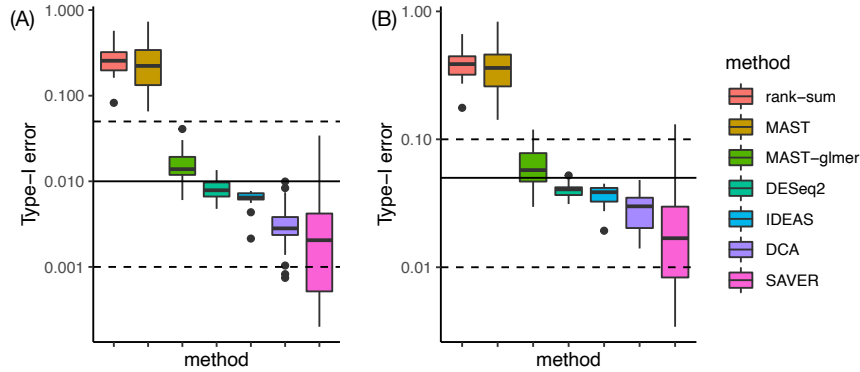 (A)
Type−I error
1.000
0.100
0.010
0.001
method
(B)
Type−I error
1.00
0.10
0.01
method
method
rank−sum
MAST
MAST−glmer
DESeq2
IDEAS
DCA
SAVER